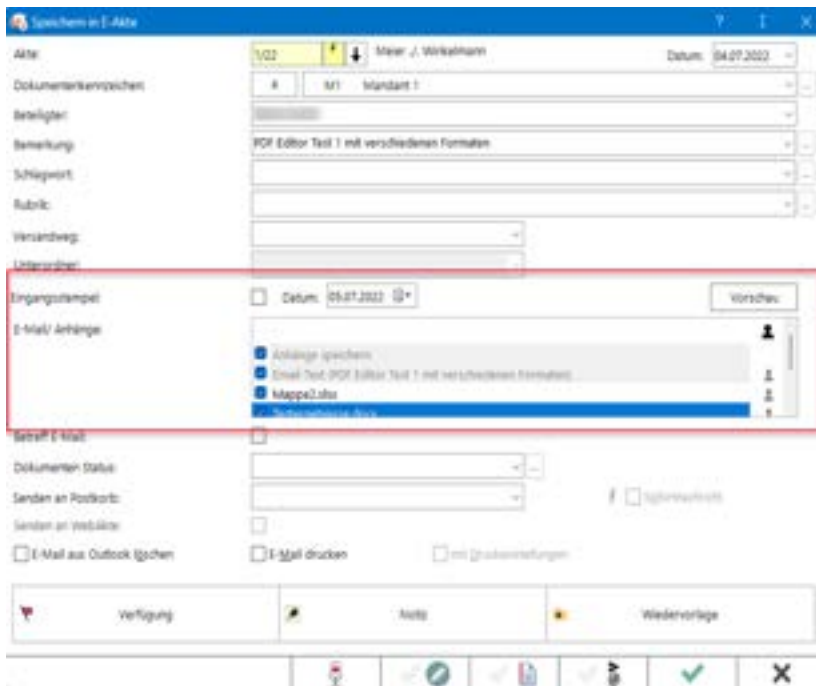 Speichern in E-Akte ?
Akte: 1/22 Meier ./. Winkelmann Datum: 04.07.2022
Dokumentenkennzeichen: # M1 Mandant 1
Beteiligter:
Bemerkung: PDF Editor Test 1 mit verschiedenen Formaten
Schlagwort:
Rubrik:
Versandweg:
Unterordner:
Eingangsstempel: Datum: 05.07.2022 Vorschau
E-Mail/ Anhänge:
Anhänge speichern
Email Text (PDF Editor Test 1 mit verschiedenen Formaten)
Mappe2.xlsx
Betreff E-Mail:
Dokumenten Status:
Senden an Postkorb:
Senden an WebAkte:
E-Mail aus Outlook löschen E-Mail drucken mit Druckeinstellungen
Verfügung Notiz Wiedervorlage